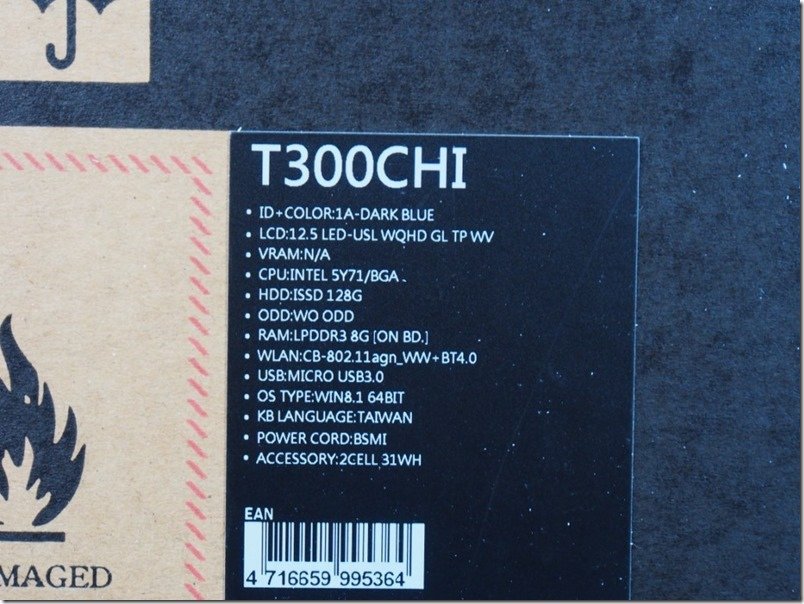 T300CHI
• ID+COLOR:1A-DARK BLUE
• LCD:12.5 LED-USL WQHD GL TP WV
• VRAM:N/A
• CPU:INTEL 5Y71/BGA
• HDD:ISSD 128G
• ODD:WO ODD
• RAM:LPDDR3 8G [ON BD.]
• WLAN:CB-802.11agn_WW+BT4.0
• USB:MICRO USB3.0
• OS TYPE:WIN8.1 64BIT
• KB LANGUAGE:TAIWAN
• POWER CORD:BSMI
• ACCESSORY:2CELL 31WH
EAN
4 716659 995364
MAGED